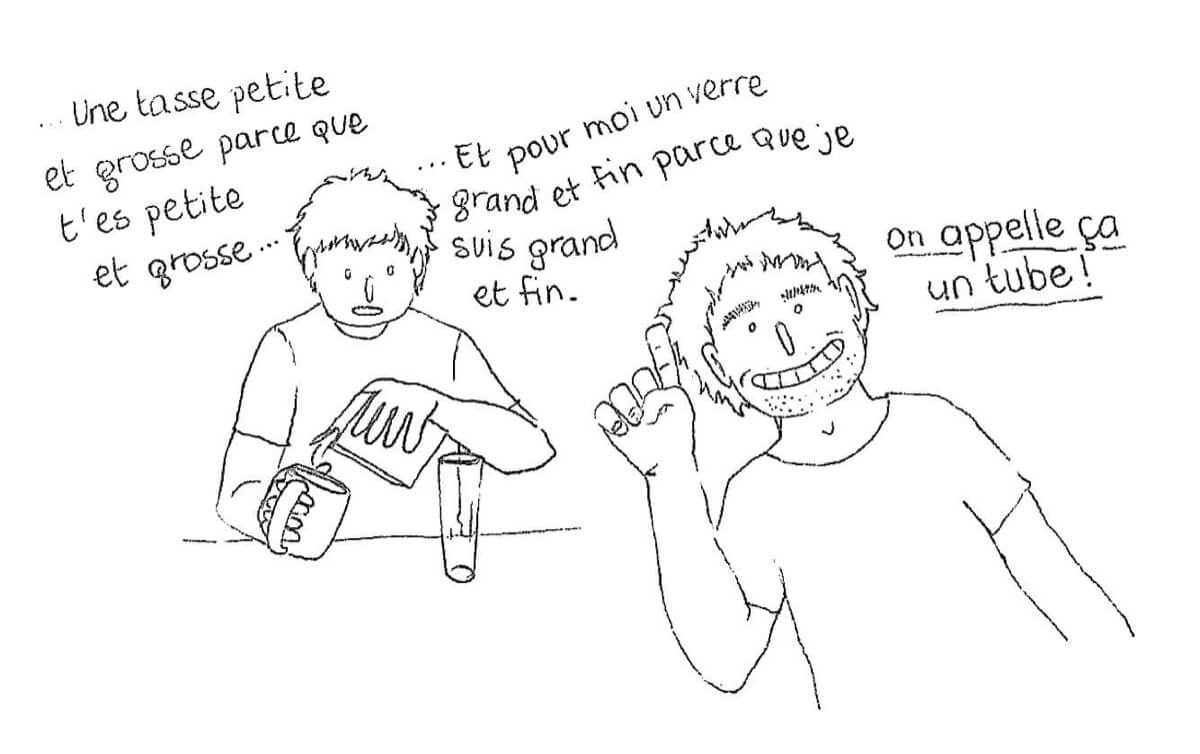 ... Une tasse petite
et grosse parce que
t'es petite
et grosse...
...Et pour moi un verre
grand et fin parce que je
suis grand
et fin.
on appelle ça
un tube!